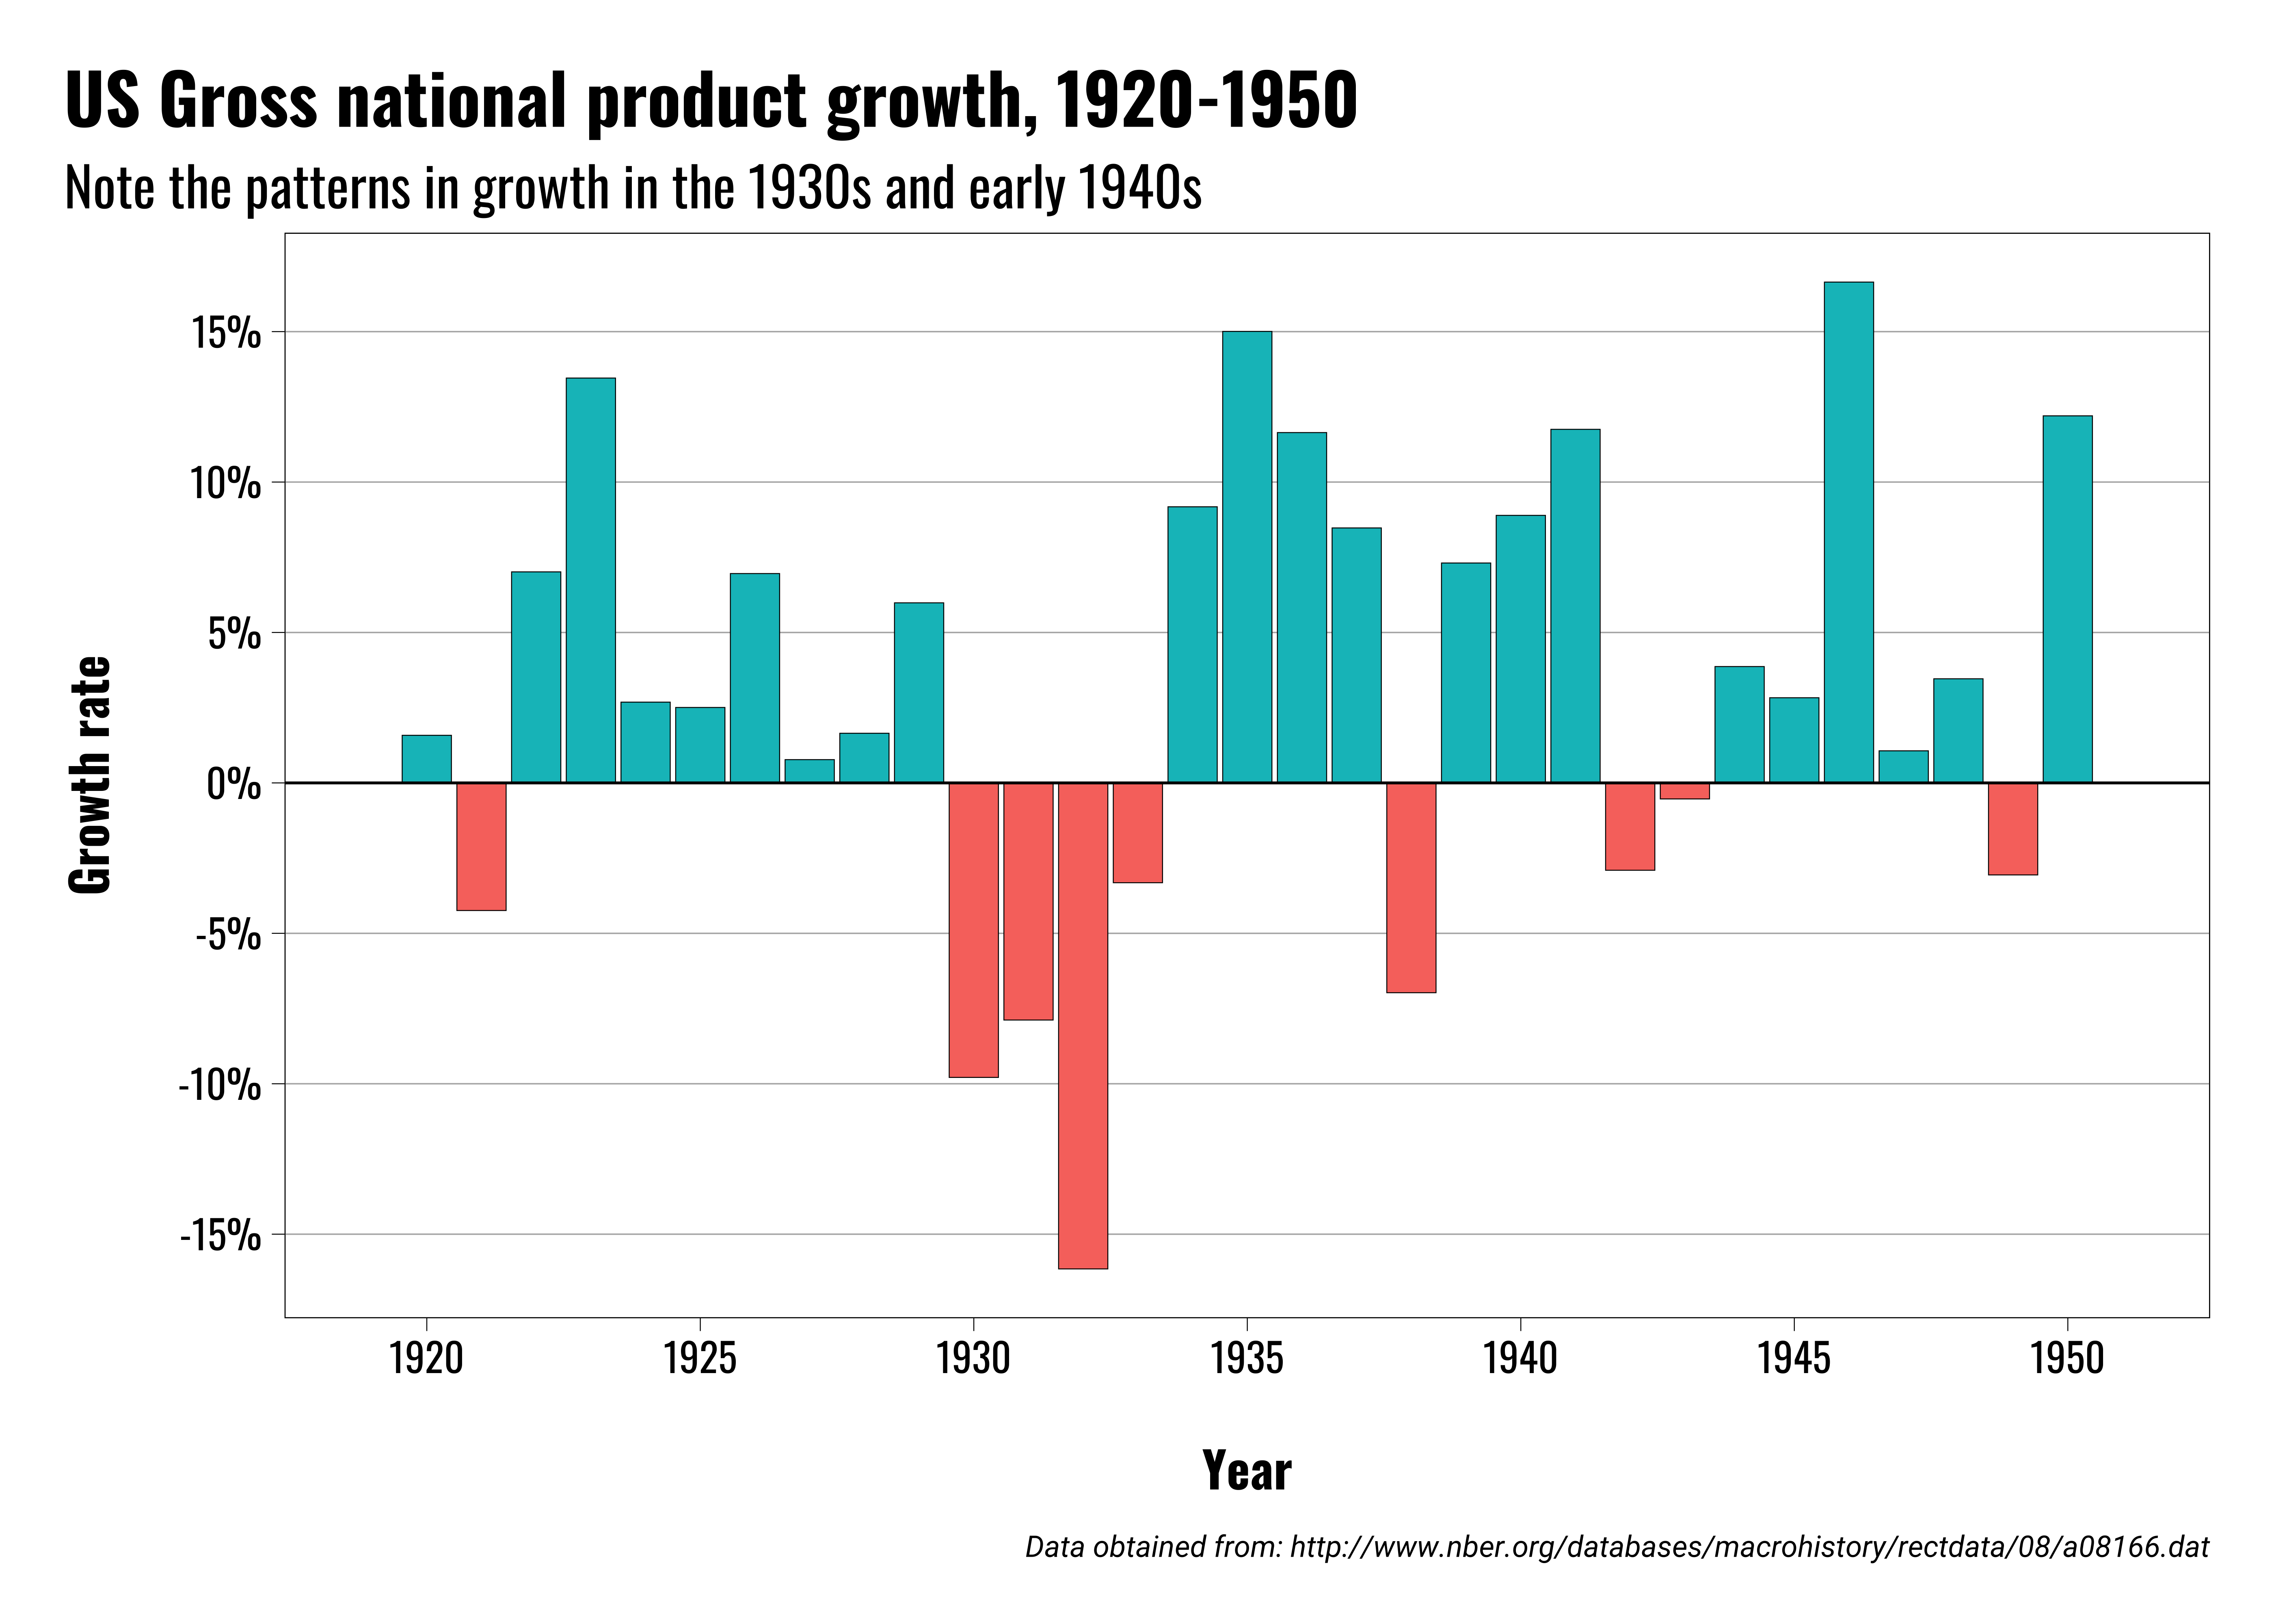 US Gross national product growth, 1920-1950
Note the patterns in growth in the 1930s and early 1940s
Growth rate
15%
10%
5%
0%
-5%
-10%
-15%
1920 1925 1930 1935 1940 1945 1950
Year
Data obtained from: http://www.nber.org/databases/macrohistory/rectdata/08/a08166.dat